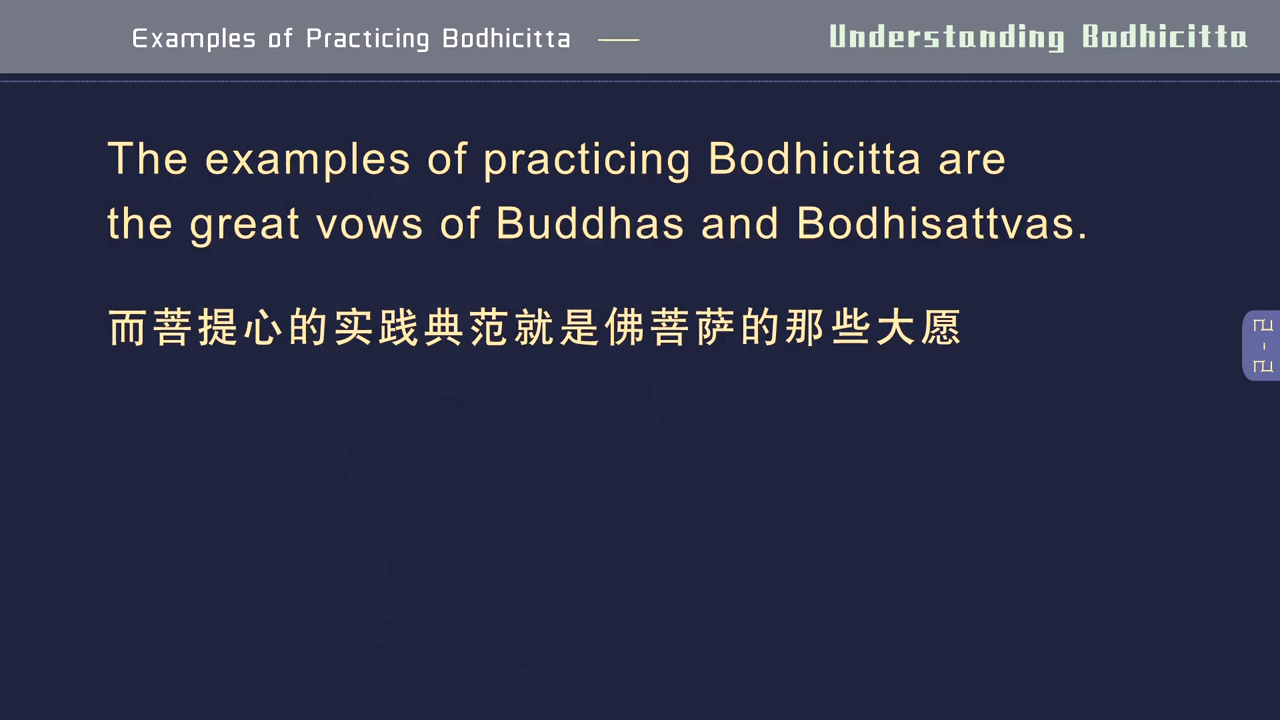 Examples of Practicing Bodhicitta —— Understanding Bodhicitta
The examples of practicing Bodhicitta are
the great vows of Buddhas and Bodhisattvas.
而菩提心的实践典范就是佛菩萨的那些大愿